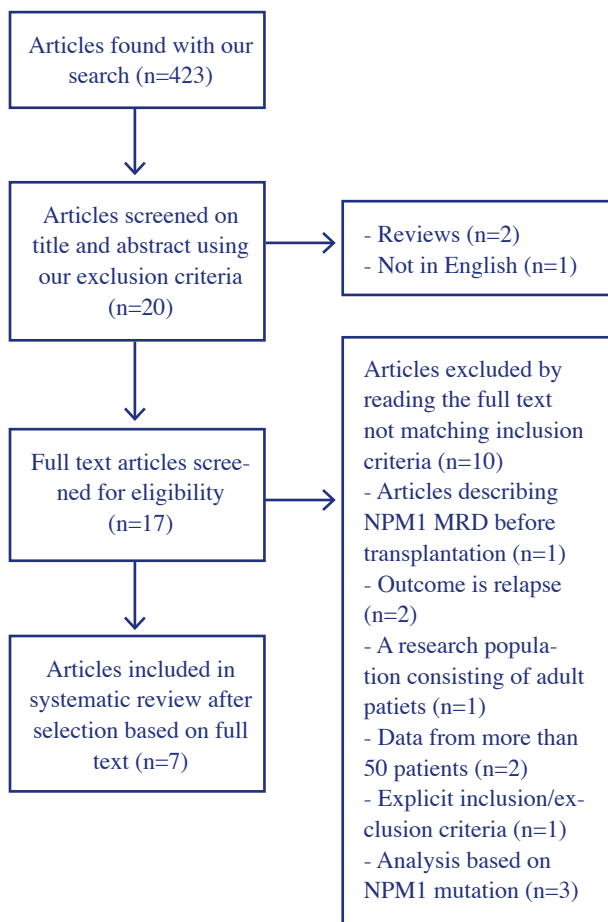 Articles found with our
search (n=423)
Articles screened on
title and abstract using
our exclusion criteria
(n=20)
- Reviews (n=2)
- Not in English (n=1)
Full text articles scree-
ned for eligibility
(n=17)
Articles excluded by
reading the full text
not matching inclusion
criteria (n=10)
- Articles describing
NPM1 MRD before
transplantation (n=1)
- Outcome is relapse
(n=2)
- A research popula-
tion consisting of adult
patiets (n=1)
- Data from more than
50 patients (n=2)
- Explicit inclusion/ex-
clusion criteria (n=1)
- Analysis based on
NPM1 mutation (n=3)
Articles included in
systematic review after
selection based on full
text (n=7)